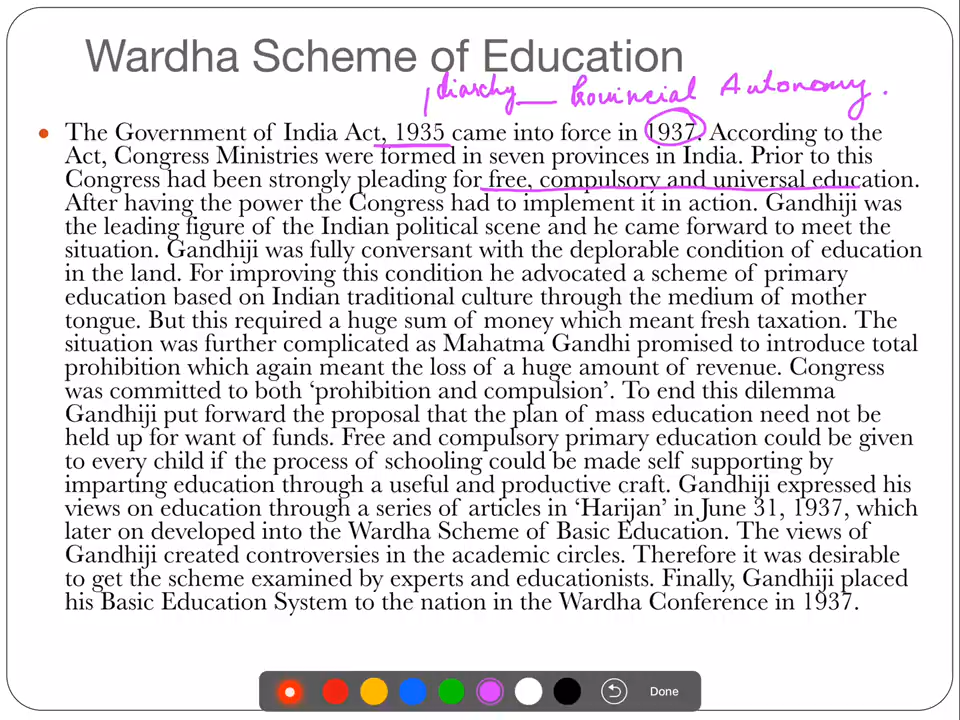 Wardha Scheme of Education
diarchy — Provincial Autonomy.
The Government of India Act, 1935 came into force in 1937. According to the
Act, Congress Ministries were formed in seven provinces in India. Prior to this
Congress had been strongly pleading for free, compulsory and universal education.
After having the power the Congress had to implement it in action. Gandhiji was
the leading figure of the Indian political scene and he came forward to meet the
situation. Gandhiji was fully conversant with the deplorable condition of education
in the land. For improving this condition he advocated a scheme of primary
education based on Indian traditional culture through the medium of mother
tongue. But this required a huge sum of money which meant fresh taxation. The
situation was further complicated as Mahatma Gandhi promised to introduce total
prohibition which again meant the loss of a huge amount of revenue. Congress
was committed to both ‘prohibition and compulsion’. To end this dilemma
Gandhiji put forward the proposal that the plan of mass education need not be
held up for want of funds. Free and compulsory primary education could be given
to every child if the process of schooling could be made self supporting by
imparting education through a useful and productive craft. Gandhiji expressed his
views on education through a series of articles in ‘Harijan’ in June 31, 1937, which
later on developed into the Wardha Scheme of Basic Education. The views of
Gandhiji created controversies in the academic circles. Therefore it was desirable
to get the scheme examined by experts and educationists. Finally, Gandhiji placed
his Basic Education System to the nation in the Wardha Conference in 1937.
Done